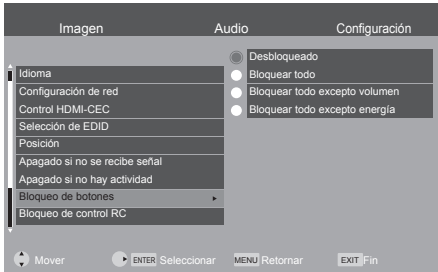 Imagen Audio Configuración
Desbloqueado
Idioma Bloquear todo
Configuración de red Bloquear todo excepto volumen
Control HDMI-CEC Bloquear todo excepto energía
Selección de EDID
Posición
Apagado si no se recibe señal
Apagado si no hay actividad
Bloqueo de botones
Bloqueo de control RC
Mover ENTER Seleccionar MENU Retornar EXIT Fin